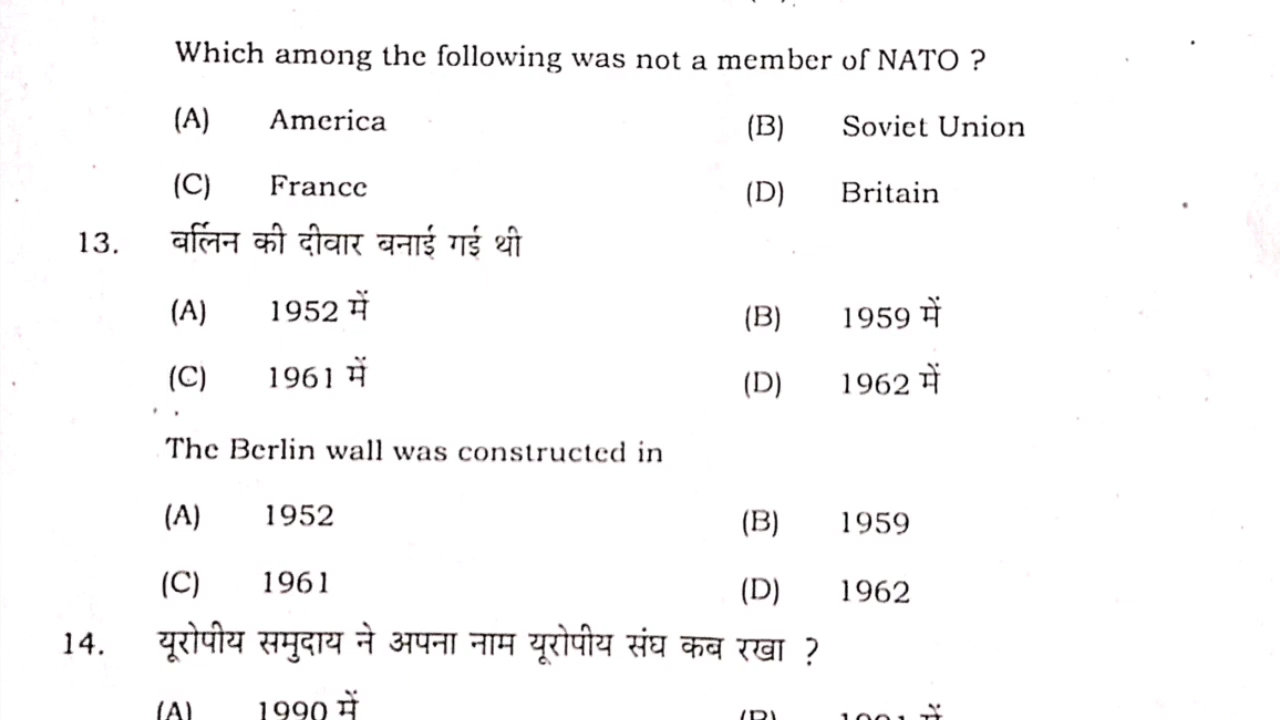 Which among the following was not a member of NATO ?
(A) America (B) Soviet Union
(C) France (D) Britain
13. बर्लिन की दीवार बनाई गई थी
(A) 1952 में (B) 1959 में
(C) 1961 में (D) 1962 में
The Berlin wall was constructed in
(A) 1952 (B) 1959
(C) 1961 (D) 1962
14. यूरोपीय समुदाय ने अपना नाम यूरोपीय संघ कब रखा ?
(A) 1990 में (B) 1991 में